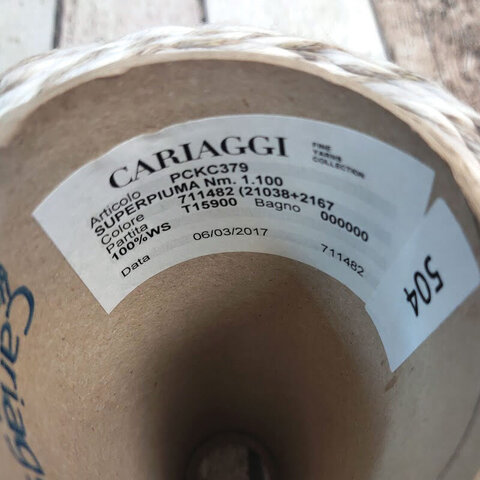 CARIAGGI
FINE
YARNS
COLLECTION
Articolo PCKC379
SUPERPIUMA Nm. 1.100
Colore 711482 (21038+2167
Partita T15900 Bagno 000000
100%WS
Data 06/03/2017 711482
504
Cariag